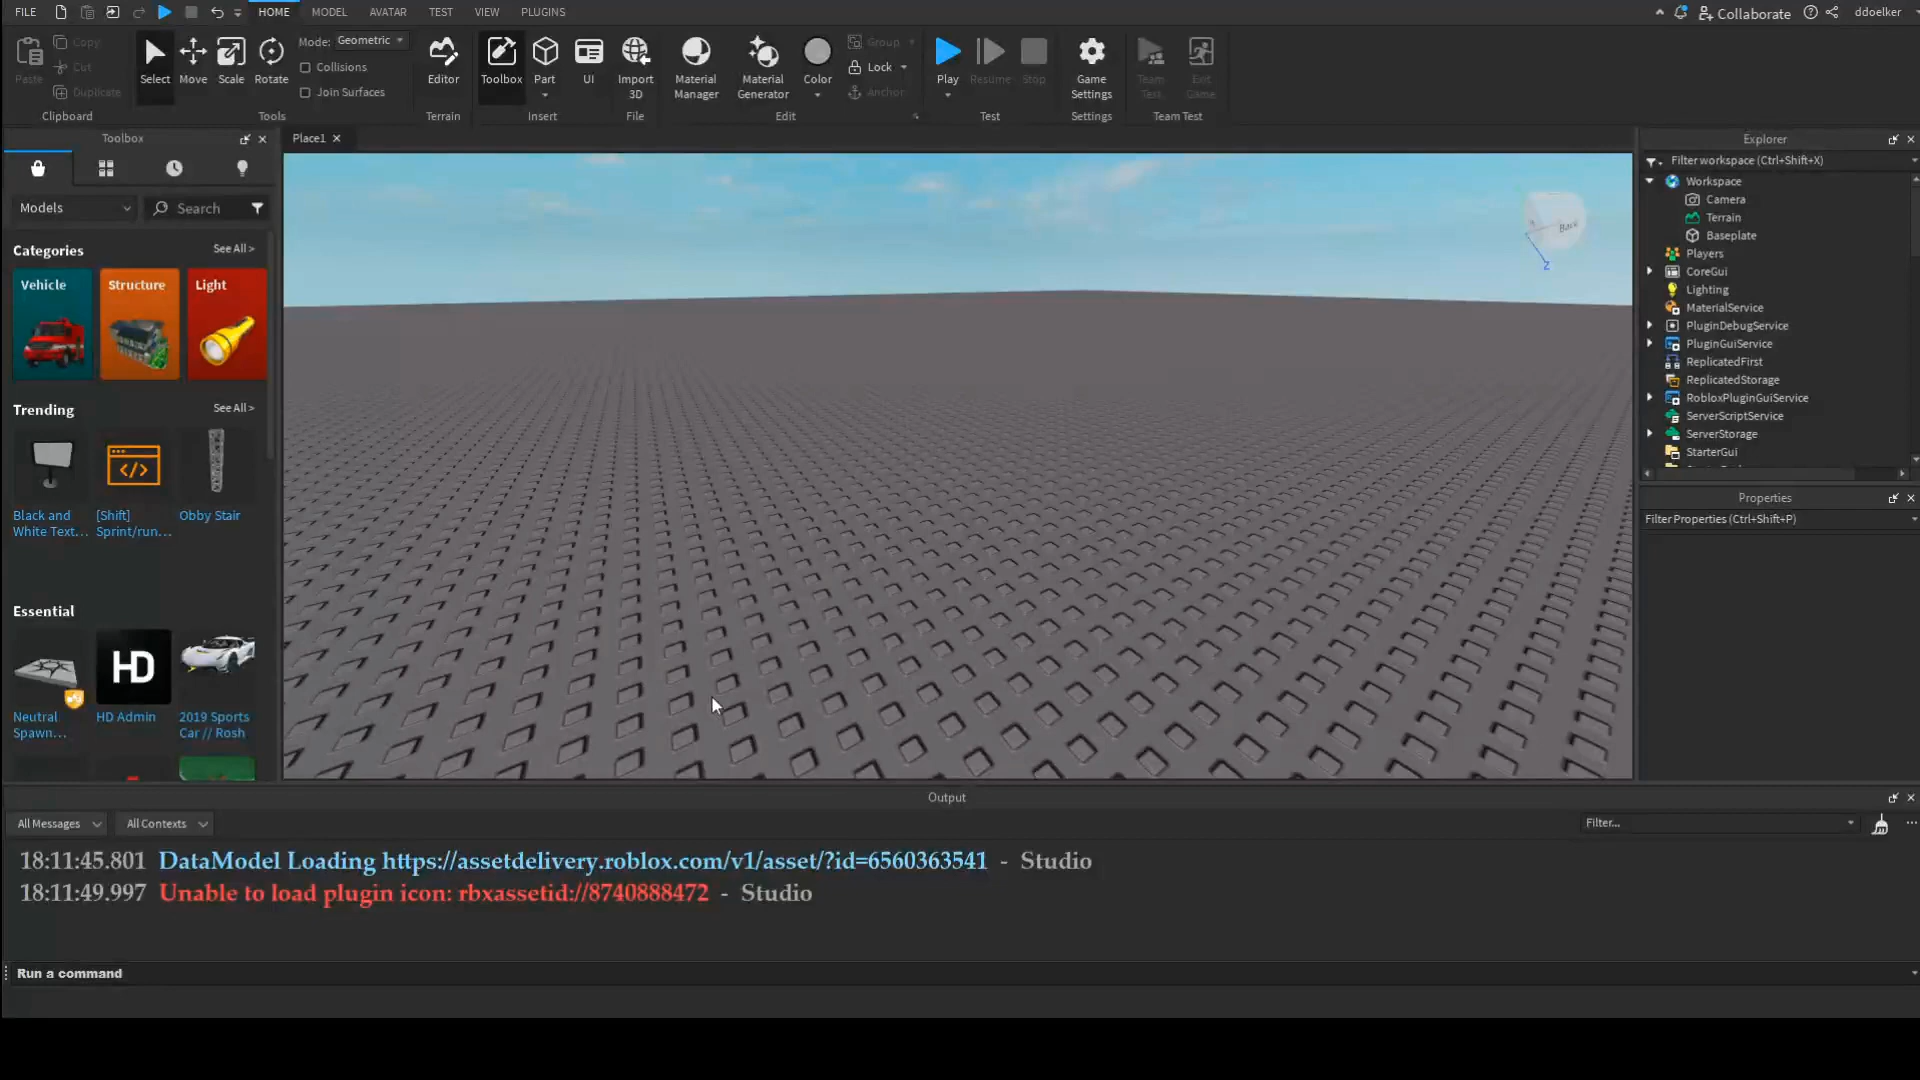 FILE HOME MODEL AVATAR TEST VIEW PLUGINS Collaborate ddoelker
Paste Copy Cut Duplicate Clipboard
Select Move Scale Rotate Mode: Geometric Collisions Join Surfaces Tools
Editor Terrain
Toolbox Part UI Insert
Import 3D File
Material Manager Material Generator Color Group Lock Anchor Edit
Play Resume Stop Test
Game Settings Settings
Team Test Exit Game Team Test
Toolbox
Models Search
Categories See All >
Vehicle Structure Light
Trending See All >
Black and White Text...
[Shift] Sprint/run...
Obby Stair
Essential
HD
Neutral Spawn...
HD Admin
2019 Sports Car // Rosh
Place1
Back
Z
Explorer
Filter workspace (Ctrl+Shift+X)
Workspace
Camera
Terrain
Baseplate
Players
CoreGui
Lighting
MaterialService
PluginDebugService
PluginGuiService
ReplicatedFirst
ReplicatedStorage
RobloxPluginGuiService
ServerScriptService
ServerStorage
StarterGui
Properties
Filter Properties (Ctrl+Shift+P)
Output
All Messages All Contexts Filter...
18:11:45.801 DataModel Loading https://assetdelivery.roblox.com/v1/asset/?id=6560363541 - Studio
18:11:49.997 Unable to load plugin icon: rbxassetid://8740888472 - Studio
Run a command